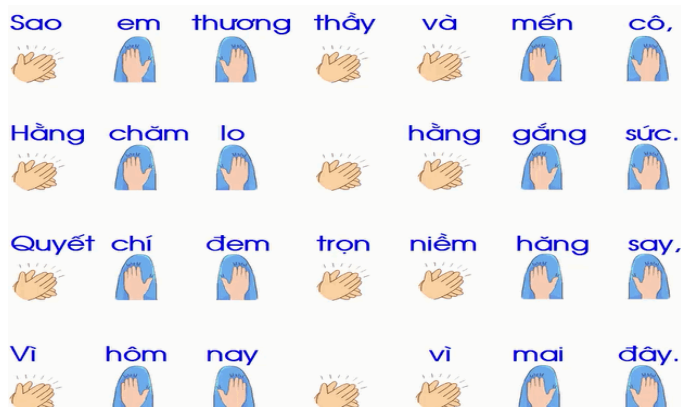 Sao em thương thầy và mến cô,
Hằng chăm lo hằng gắng sức.
Quyết chí đem trọn niềm hăng say,
Vì hôm nay vì mai đây.